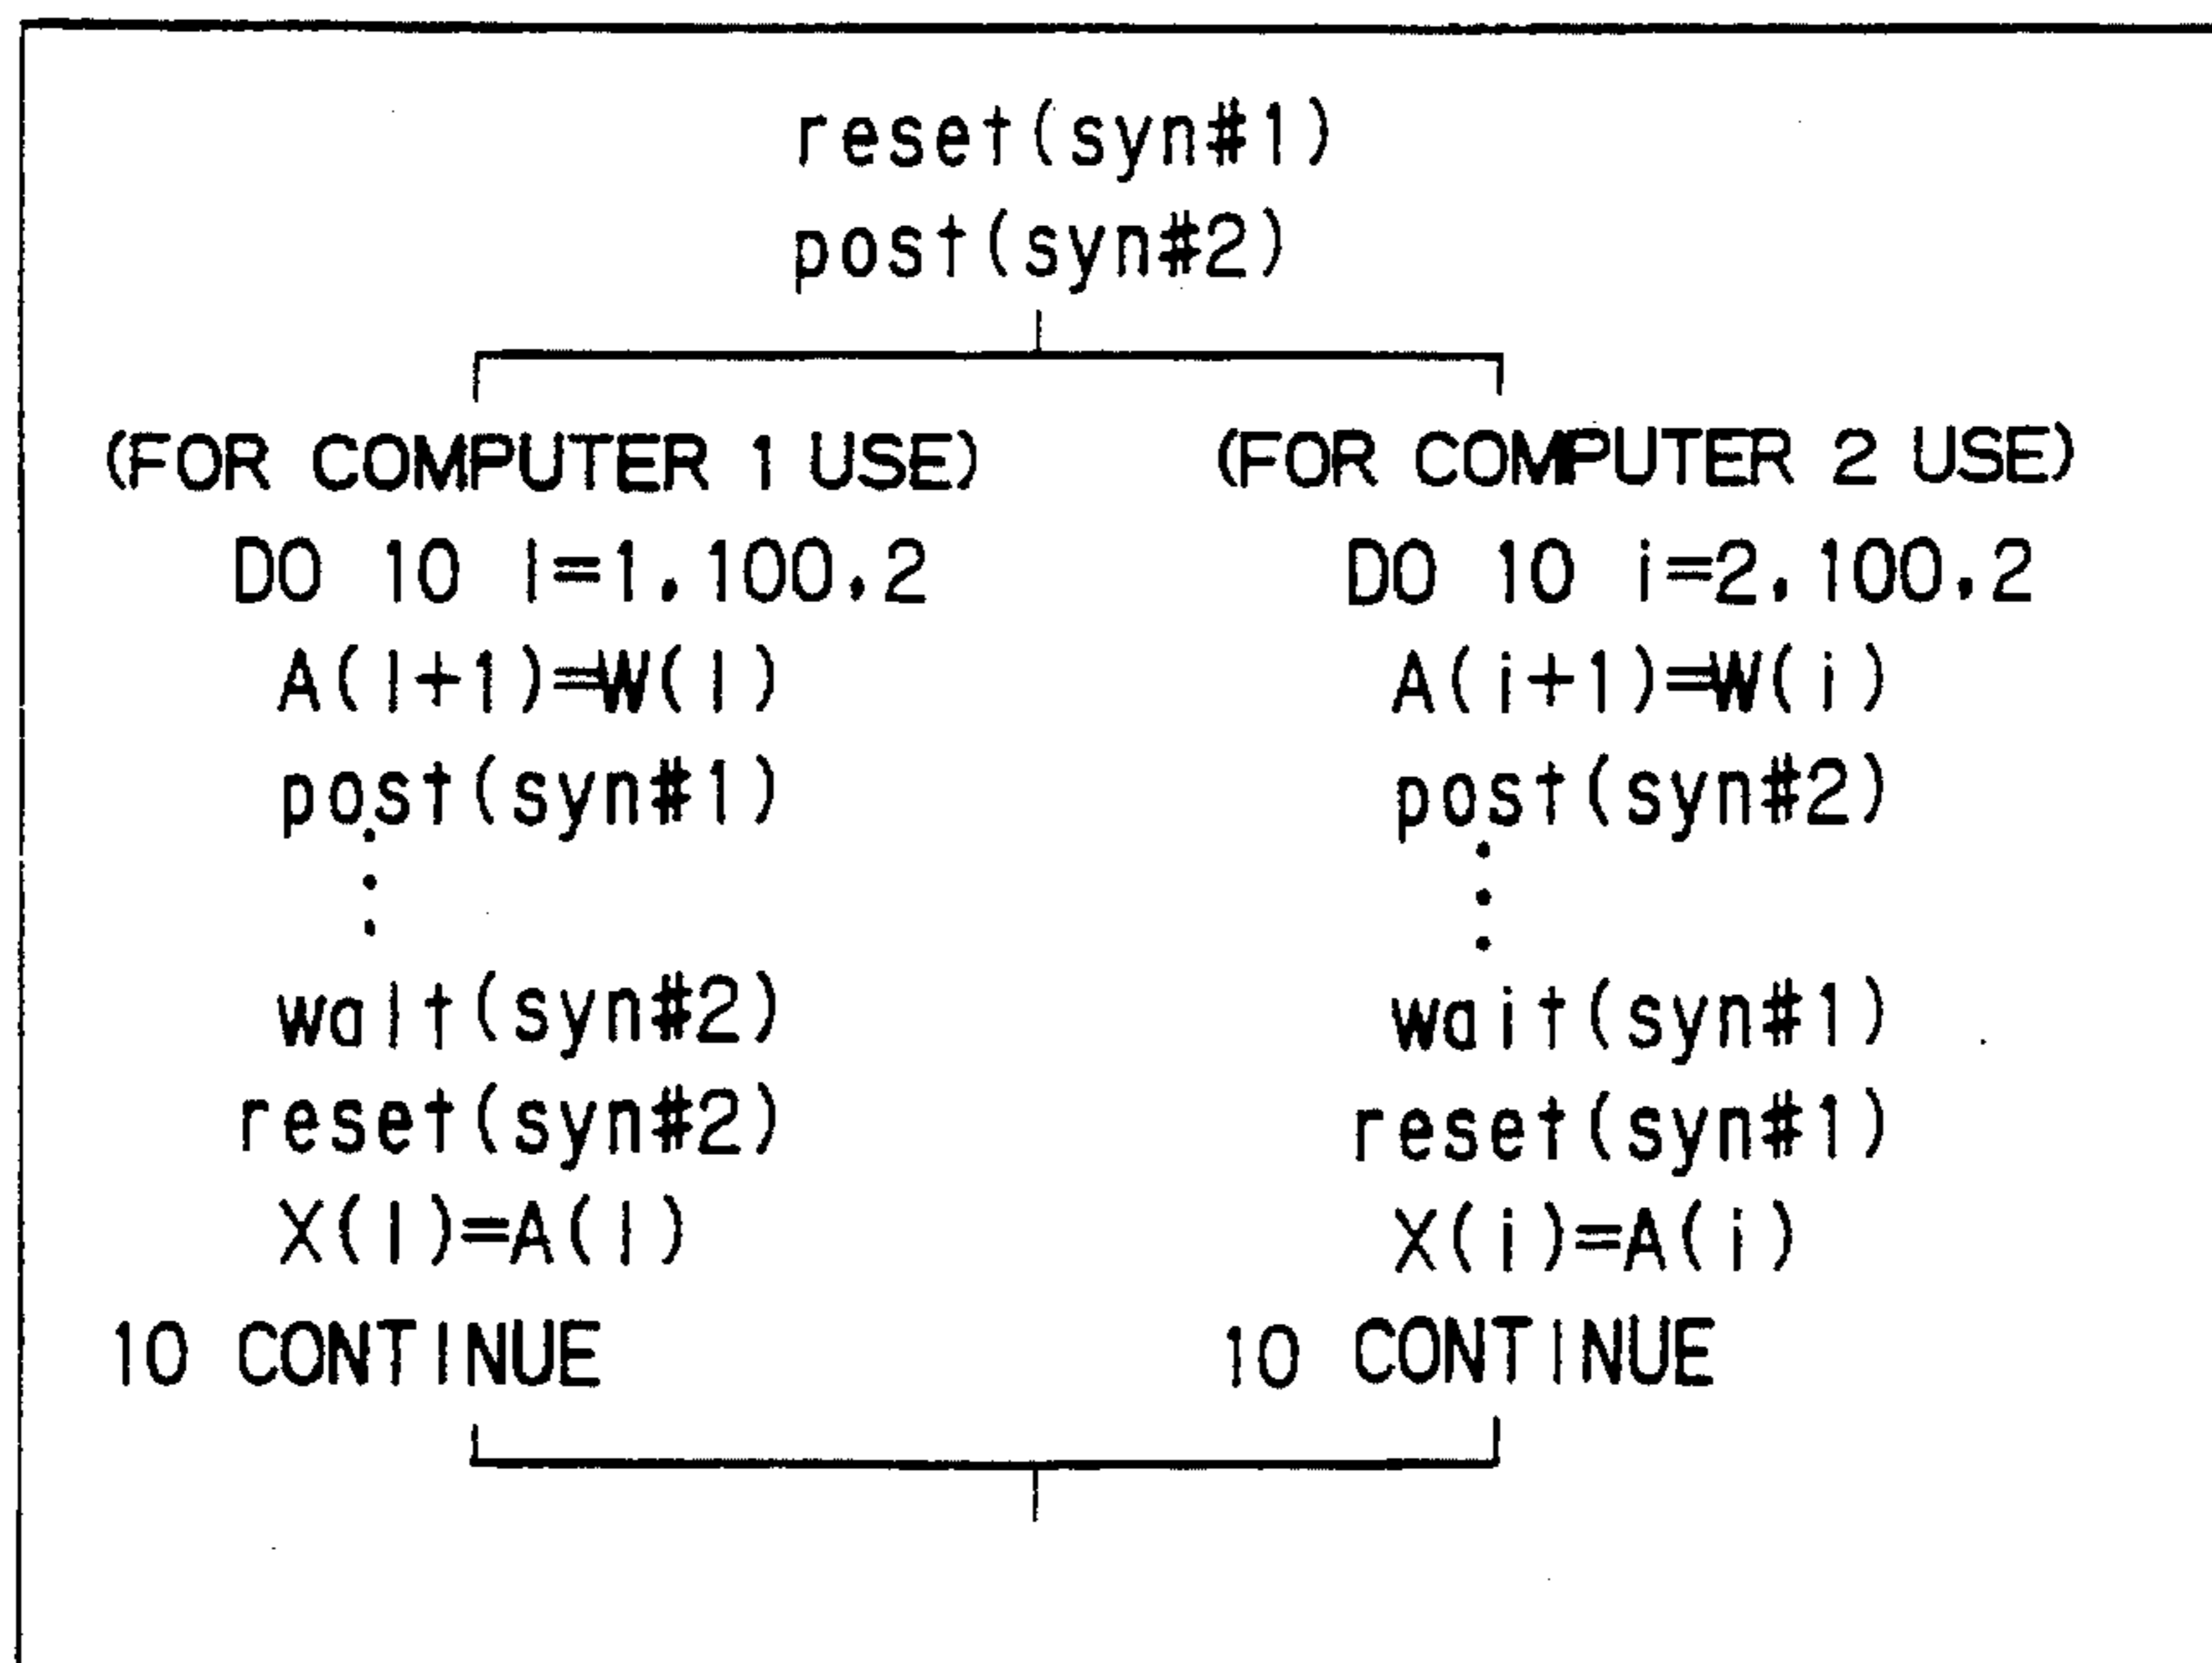 reset(syn#1)
post(syn#2)
(FOR COMPUTER 1 USE)
DO 10 i=1,100,2
A(i+1)=W(i)
post(syn#1)
wait(syn#2)
reset(syn#2)
X(i)=A(i)
10 CONTINUE
(FOR COMPUTER 2 USE)
DO 10 i=2,100,2
A(i+1)=W(i)
post(syn#2)
wait(syn#1)
reset(syn#1)
X(i)=A(i)
10 CONTINUE